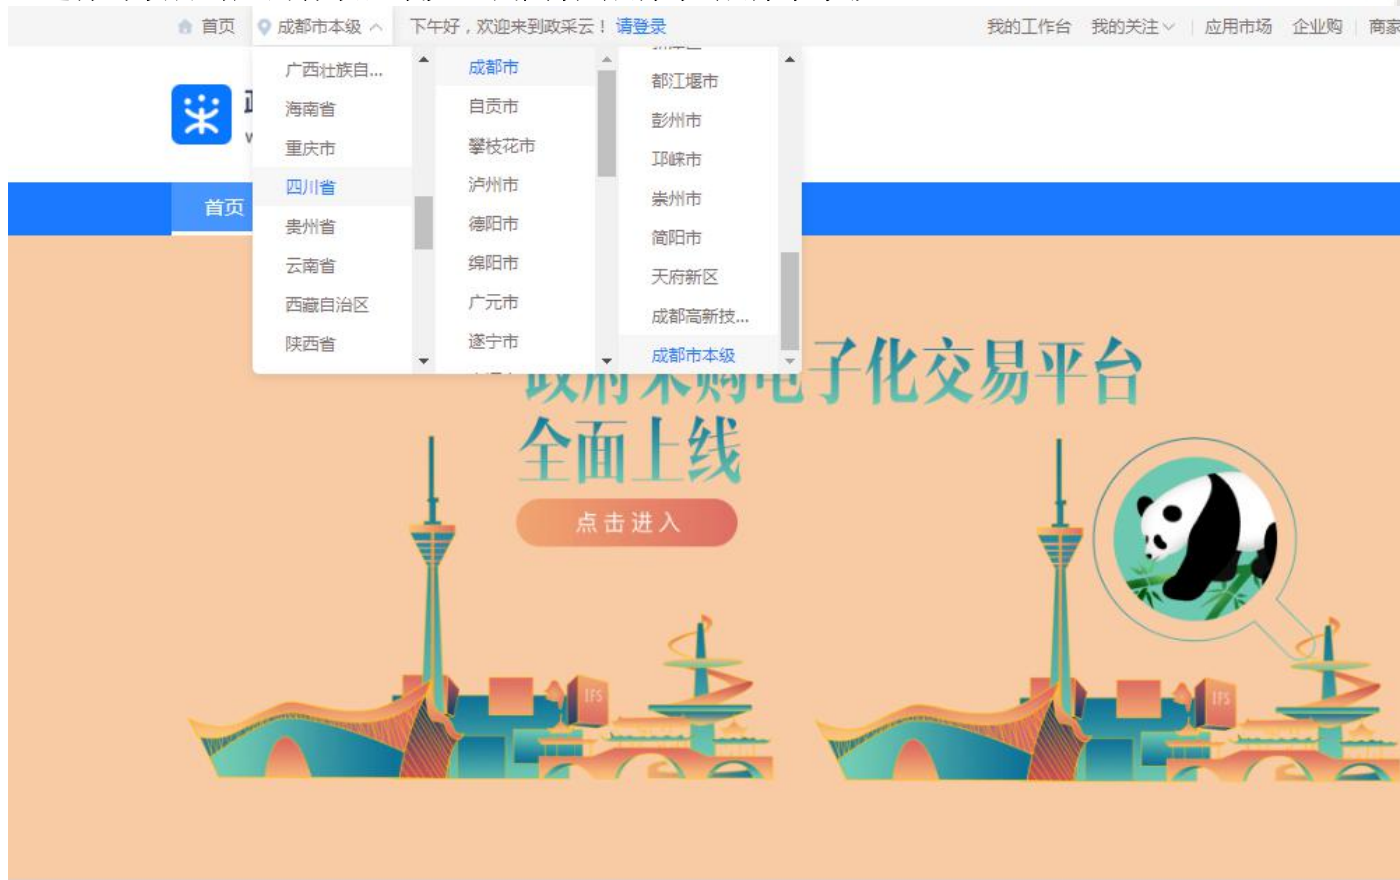 首页 成都市本级 下午好，欢迎来到政采云！请登录 我的工作台 我的关注 应用市场 企业购 商家
广西壮族自...
海南省
重庆市
四川省
贵州省
云南省
西藏自治区
陕西省
成都市
自贡市
攀枝花市
泸州市
德阳市
绵阳市
广元市
遂宁市
都江堰市
彭州市
邛崃市
崇州市
简阳市
天府新区
成都高新技...
成都市本级
首页
政府采购电子化交易平台
全面上线
点击进入
IFS
IFS